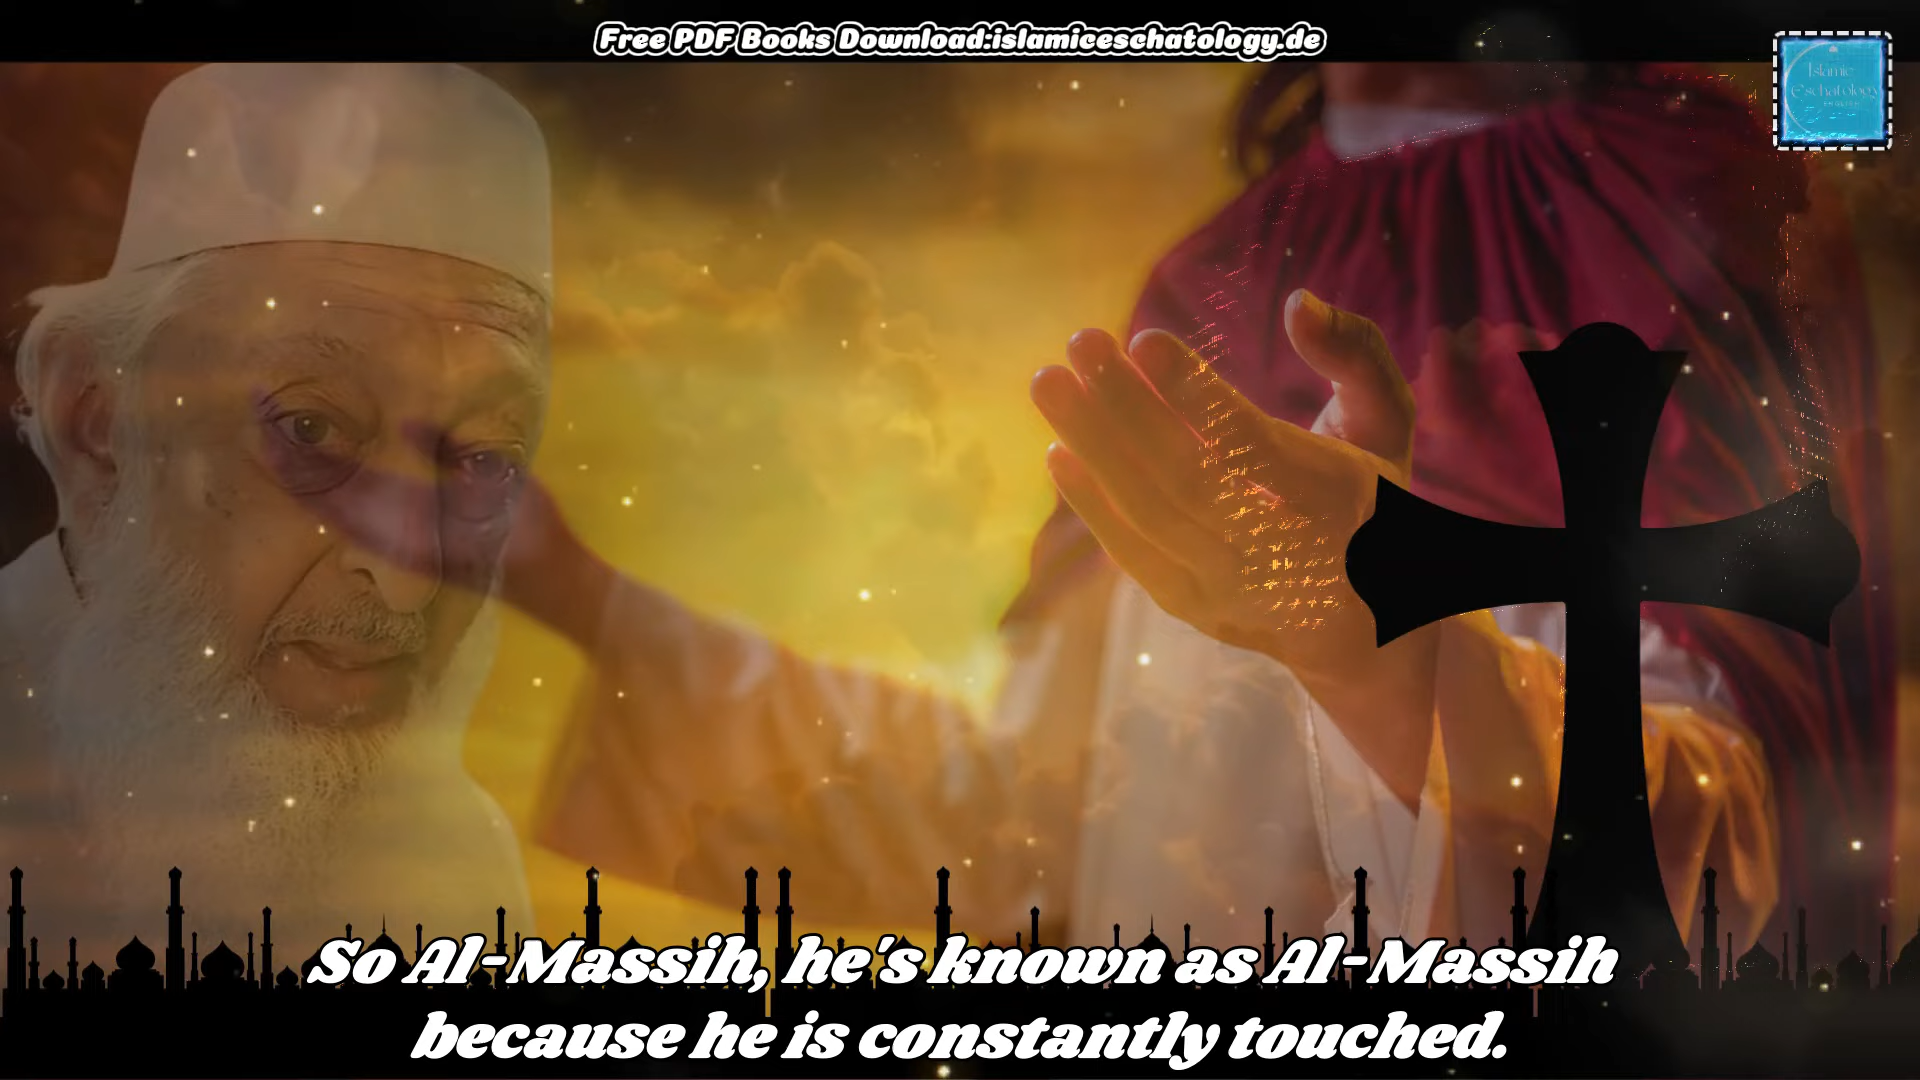 Free PDF Books Download:islamiceschatology.de
Islamic
Eschatology
So Al-Massih, he's known as Al-Massih
because he is constantly touched.